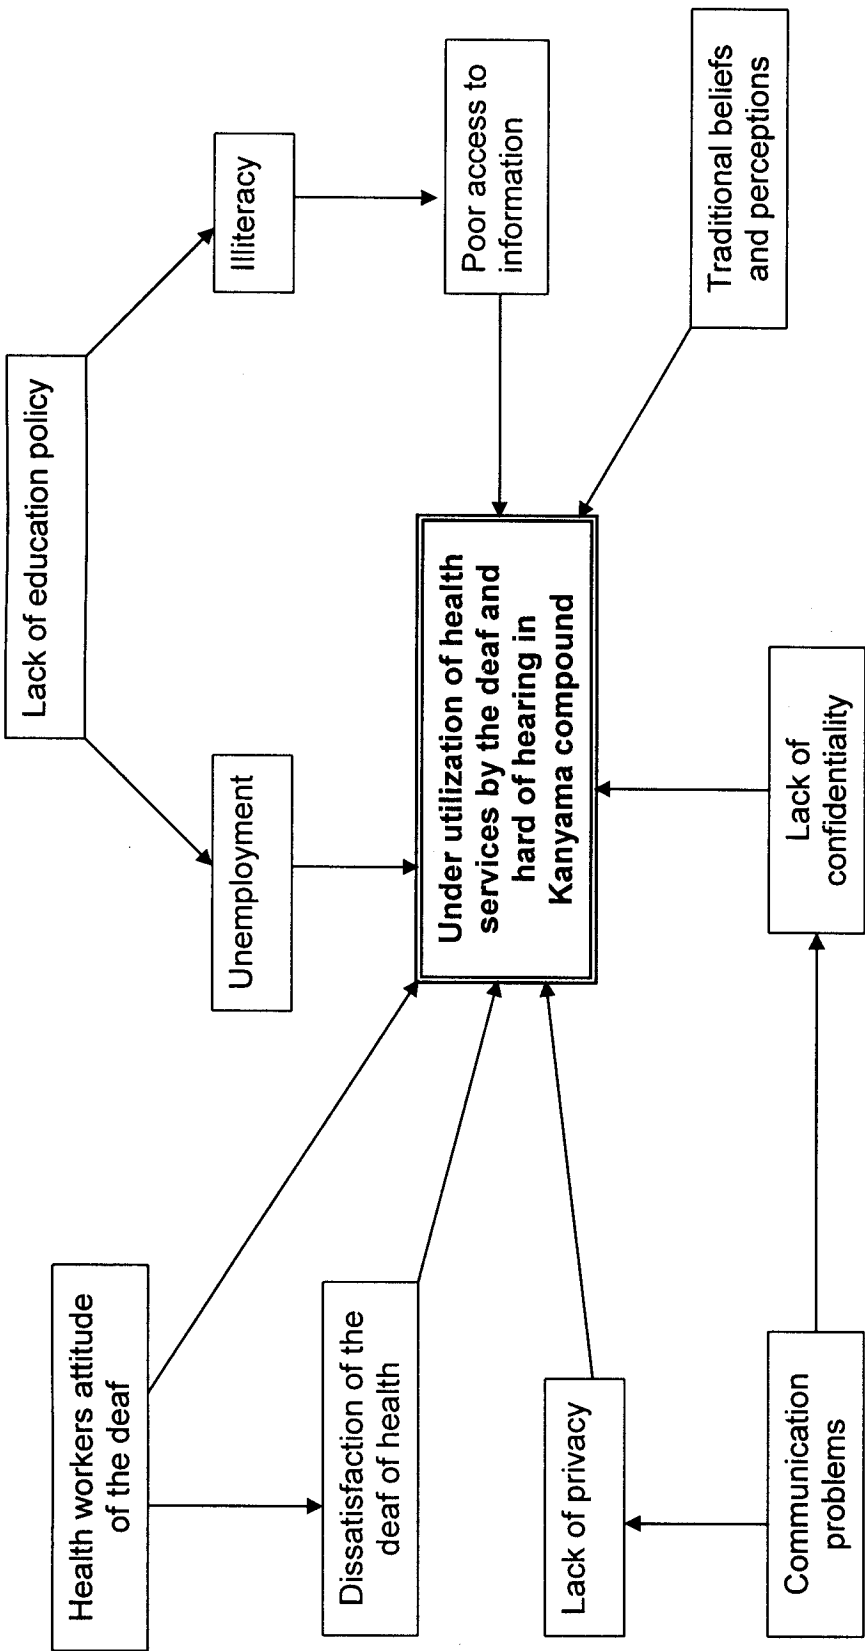 Lack of education policy
Health workers attitude
of the deaf
Unemployment
Illiteracy
Dissatisfaction of the
deaf of health
Under utilization of health
services by the deaf and
hard of hearing in
Kanyama compound
Poor access to
information
Lack of privacy
Traditional beliefs
and perceptions
Communication
problems
Lack of
confidentiality